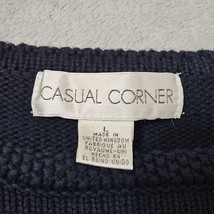 CASUAL CORNER
L
MADE IN
UNITED KINGDOM
FABRIQUE AU
ROYAUME-UNI
HECHO EN
EL REINO UNIDO